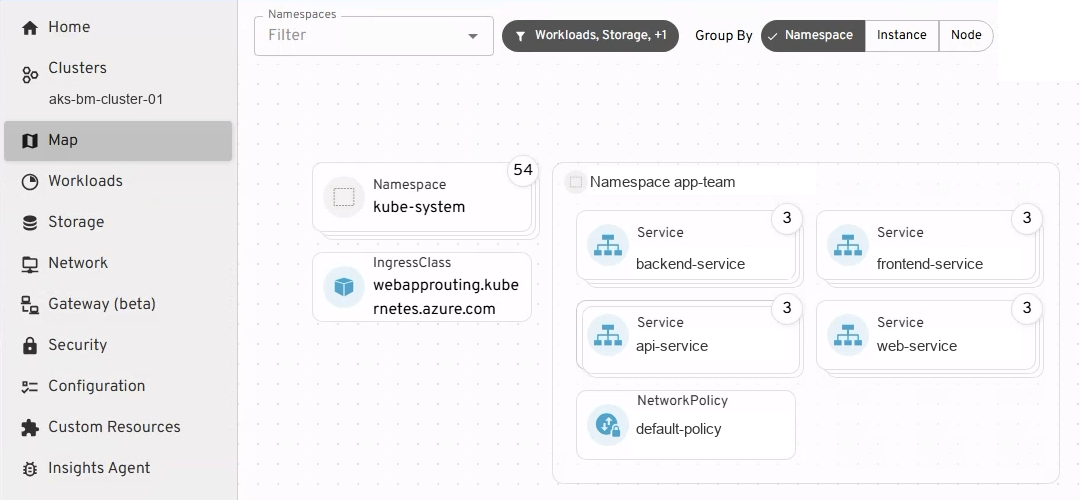 Home
Clusters
aks-bm-cluster-01
Map
Workloads
Storage
Network
Gateway (beta)
Security
Configuration
Custom Resources
Insights Agent
Namespaces
Filter
Workloads, Storage, +1
Group By
Namespace
Instance
Node
54
Namespace
kube-system
IngressClass
webapprouting.kube
rnetes.azure.com
Namespace app-team
3
Service
backend-service
3
Service
frontend-service
3
Service
api-service
3
Service
web-service
NetworkPolicy
default-policy